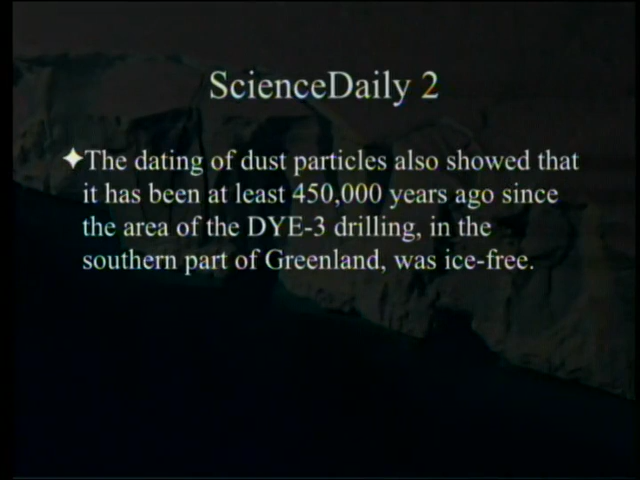 ScienceDaily 2
✦The dating of dust particles also showed that
it has been at least 450,000 years ago since
the area of the DYE-3 drilling, in the
southern part of Greenland, was ice-free.